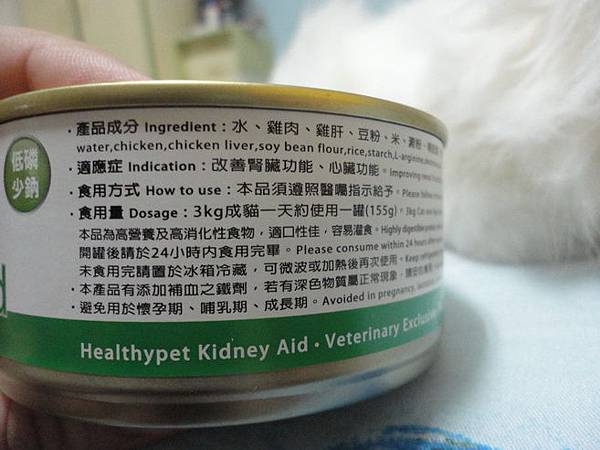 低磷
少鈉
· 產品成分 Ingredient：水、雞肉、雞肝、豆粉、米、澱粉、
water,chicken,chicken liver,soy bean flour,rice,starch,L-arginine,
· 適應症 Indication：改善腎臟功能、心臟功能。Improving renal
· 食用方式 How to use：本品須遵照醫囑指示給予。Please follow
· 食用量 Dosage：3kg成貓一天約使用一罐(155g)。3kg Cat
本品為高營養及高消化性食物，適口性佳，容易灌食。Highly digestible
開罐後請於24小時內食用完畢。Please consume within 24 hours after
未食用完請置於冰箱冷藏，可微波或加熱後再次使用。Keep
· 本產品有添加補血之鐵劑，若有深色物質屬正常現象，
· 避免用於懷孕期、哺乳期、成長期。Avoided in pregnancy,
Healthypet Kidney Aid · Veterinary